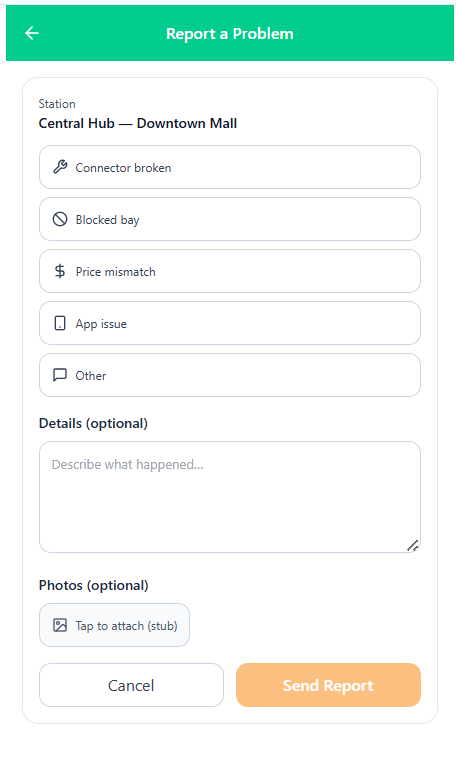 Report a Problem
Station
Central Hub — Downtown Mall
Connector broken
Blocked bay
Price mismatch
App issue
Other
Details (optional)
Describe what happened...
Photos (optional)
Tap to attach (stub)
Cancel
Send Report